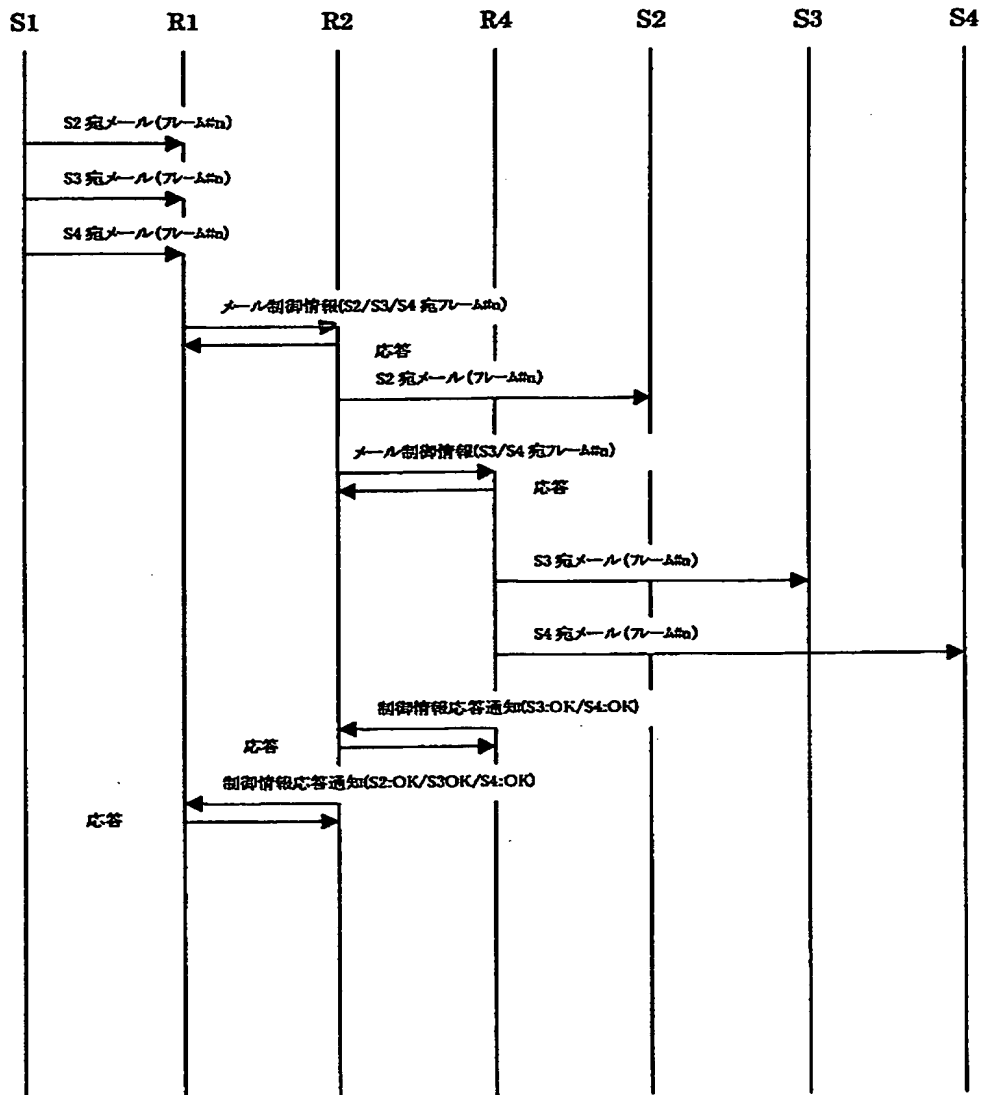 S1 R1 R2 R4 S2 S3 S4
S2 宛メール(フレーム#n)
S3 宛メール(フレーム#n)
S4 宛メール(フレーム#n)
メール制御情報(S2/S3/S4 宛フレーム#n)
応答
S2 宛メール(フレーム#n)
メール制御情報(S3/S4 宛フレーム#n)
応答
S3 宛メール(フレーム#n)
S4 宛メール(フレーム#n)
制御情報応答通知(S3:OK/S4:OK)
応答
制御情報応答通知(S2:OK/S3OK/S4:OK)
応答